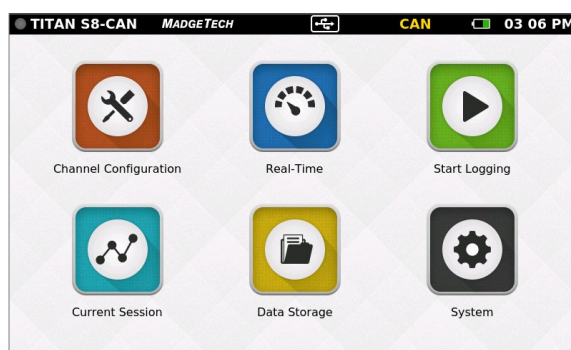 TITAN S8-CAN MADGETECH CAN 03 06 PM
Channel Configuration Real-Time Start Logging
Current Session Data Storage System